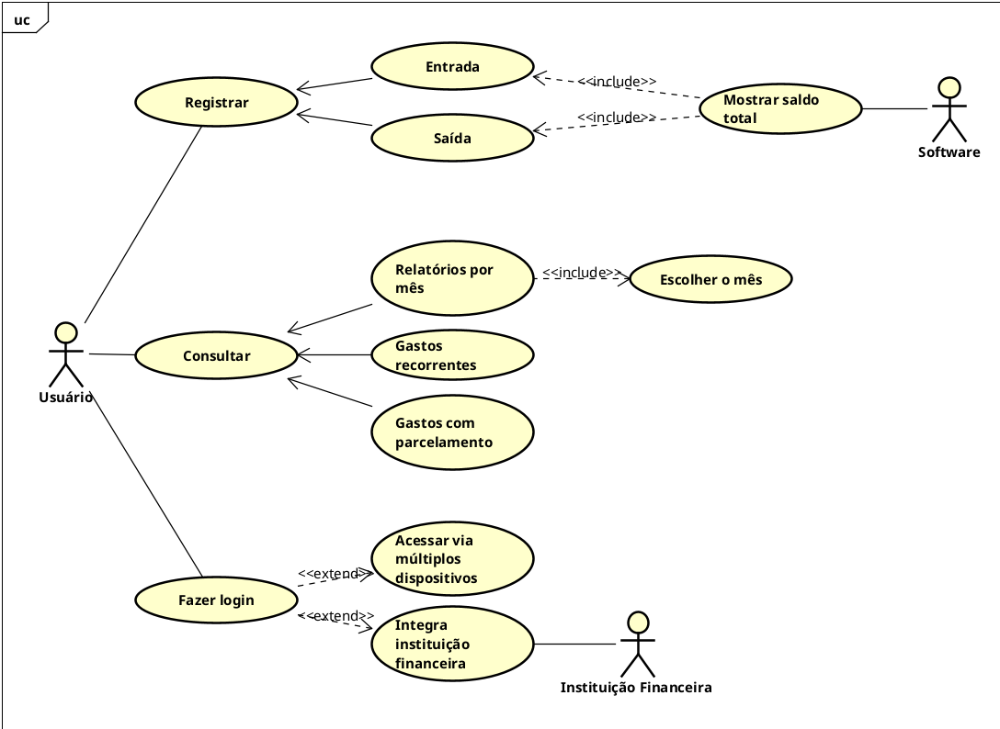 uc
Entrada
Registrar
<<include>>
Mostrar saldo
total
Saída
<<include>>
Software
Relatórios por
mês
<<include>>
Escolher o mês
Usuário
Consultar
Gastos
recorrentes
Gastos com
parcelamento
Acessar via
múltiplos
dispositivos
<<extend>>
Fazer login
<<extend>>
Integra
instituição
financeira
Instituição Financeira